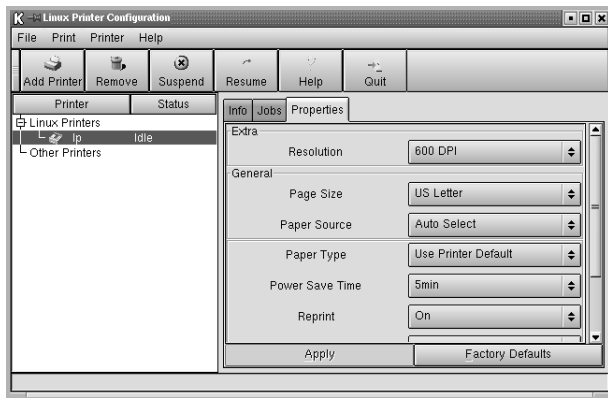 Linux Printer Configuration
File Print Printer Help
Add Printer Remove Suspend Resume Help Quit
Printer Status
Linux Printers
lp Idle
Other Printers
Info Jobs Properties
Extra
Resolution 600 DPI
General
Page Size US Letter
Paper Source Auto Select
Paper Type Use Printer Default
Power Save Time 5min
Reprint On
Apply Factory Defaults